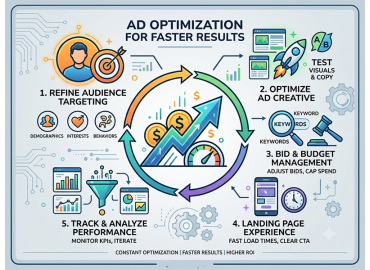 AD OPTIMIZATION
FOR FASTER RESULTS
1. REFINE AUDIENCE
TARGETING
DEMOGRAPHICS
INTERESTS
BEHAVIORS
A
B
TEST
VISUALS
& COPY
2. OPTIMIZE
AD CREATIVE
KEYWORD
KEYWRDS
KEYWORDS
3. BID & BUDGET
MANAGEMENT
ADJUST BIDS, CAP SPEND
4. LANDING PAGE
EXPERIENCE
FAST LOAD TIMES, CLEAR CTA
5. TRACK & ANALYZE
PERFORMANCE
MONITOR KPIs, ITERATE
$
$
$
$
CONSTANT OPTIMIZATION | FASTER RESULTS | HIGHER ROI